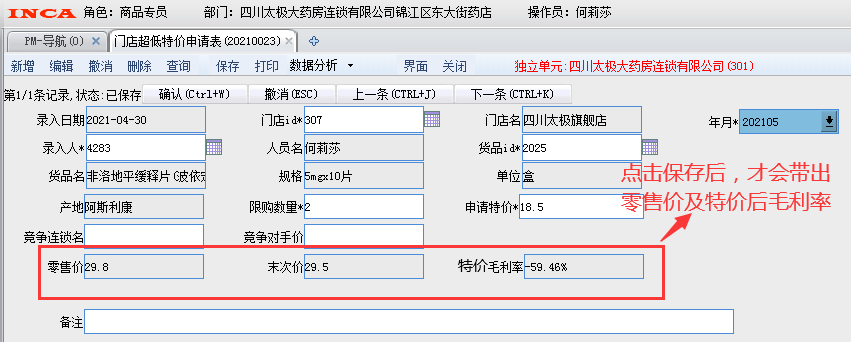 INCA 角色：商品专员 部门：四川太极大药房连锁有限公司锦江区东大街药店 操作员：何莉莎
PM-导航(0) 门店超低特价申请表(20210023)
新增 编辑 撤消 删除 查询 保存 打印 数据分析 界面 关闭 独立单元:四川太极大药房连锁有限公司(301)
第1/1条记录,状态:已保存 确认(Ctrl+W) 撤消(ESC) 上一条(CTRL+J) 下一条(CTRL+K)
录入日期 2021-04-30 门店id* 307 门店名 四川太极旗舰店 年月* 202105
录入人* 4283 人员名 何莉莎 货品id* 2025
货品名 非洛地平缓释片(波依定 规格 5mgx10片 单位 盒
点击保存后，才会带出
零售价及特价后毛利率
产地 阿斯利康 限购数量* 2 申请特价* 18.5
竞争连锁名 竞争对手价
零售价 29.8 末次价 29.5 特价毛利率 -59.46%
备注